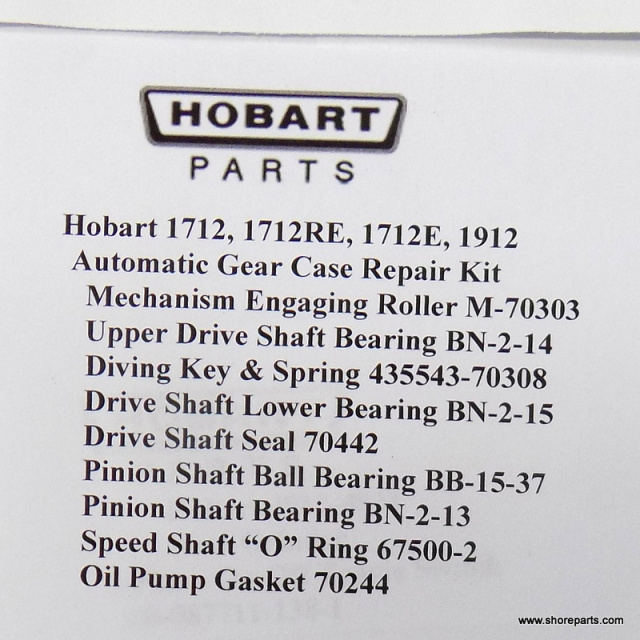 HOBART
PARTS
Hobart 1712, 1712RE, 1712E, 1912
Automatic Gear Case Repair Kit
Mechanism Engaging Roller M-70303
Upper Drive Shaft Bearing BN-2-14
Diving Key & Spring 435543-70308
Drive Shaft Lower Bearing BN-2-15
Drive Shaft Seal 70442
Pinion Shaft Ball Bearing BB-15-37
Pinion Shaft Bearing BN-2-13
Speed Shaft “O” Ring 67500-2
Oil Pump Gasket 70244
www.shoreparts.com